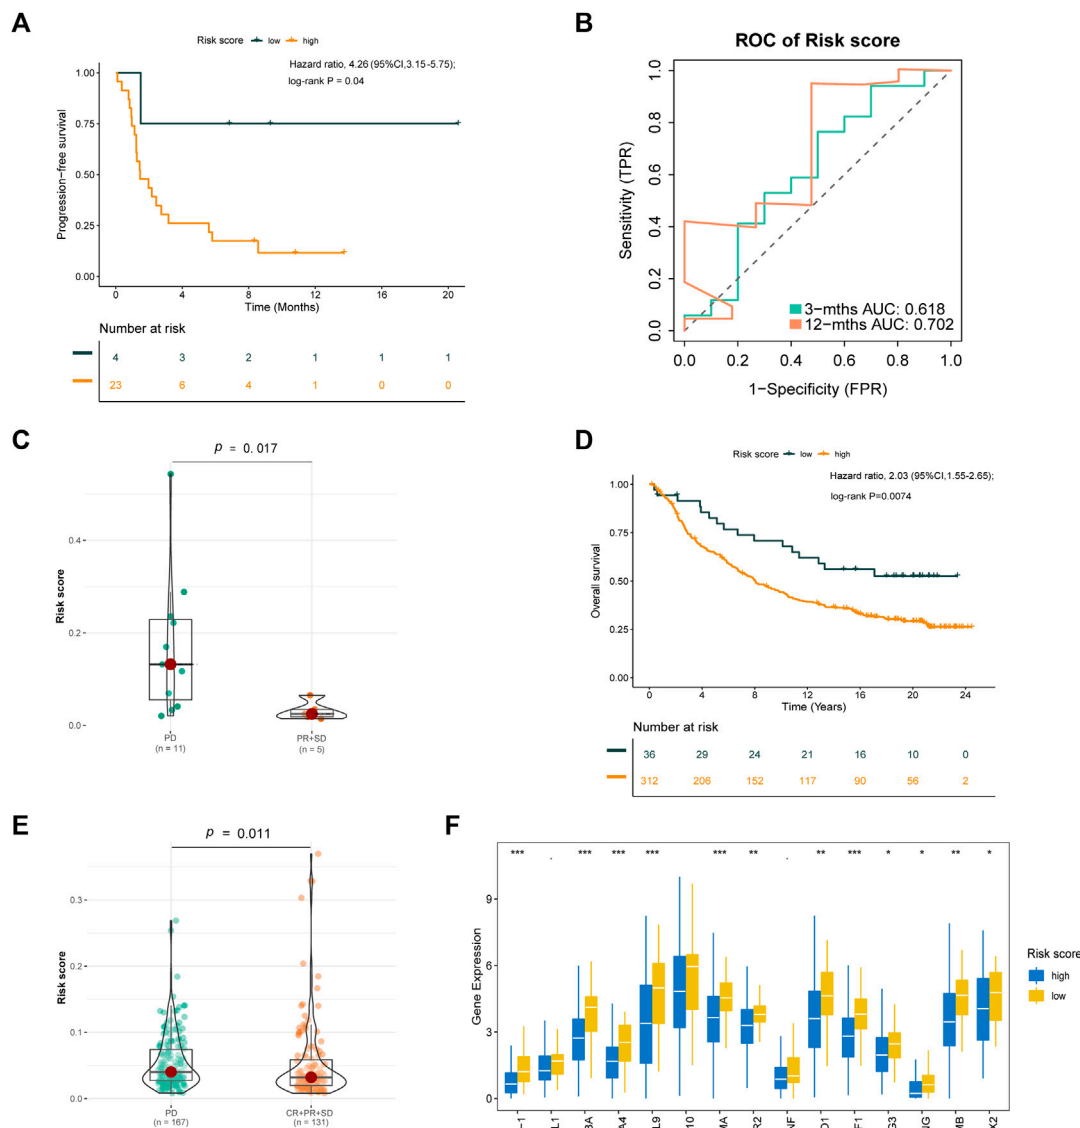 A
Risk score low high
Hazard ratio, 4.26 (95%CI,3.15-5.75);
log-rank P = 0.04
Progression-free survival
1.00
0.75
0.50
0.25
0.00
0 4 8 12 16 20
Time (Months)
Number at risk
4 3 2 1 1 1
23 6 4 1 0 0
B
ROC of Risk score
Sensitivity (TPR)
1.0
0.8
0.6
0.4
0.2
0.0
3-mths AUC: 0.618
12-mths AUC: 0.702
0.0 0.2 0.4 0.6 0.8 1.0
1-Specificity (FPR)
C
p = 0.017
Risk score
0.4
0.2
0.0
PD
(n = 11)
PR+SD
(n = 5)
D
Risk score low high
Hazard ratio, 2.03 (95%CI,1.55-2.65);
log-rank P=0.0074
Overall survival
1.00
0.75
0.50
0.25
0.00
0 4 8 12 16 20 24
Time (Years)
Number at risk
36 29 24 21 16 10 0
312 206 152 117 90 56 2
E
p = 0.011
Risk score
0.3
0.2
0.1
0.0
PD
(n = 167)
CR+PR+SD
(n = 131)
F
*** . *** *** *** *** ** . ** *** * * ** *
Gene Expression
9
6
3
0
Risk score
high
low